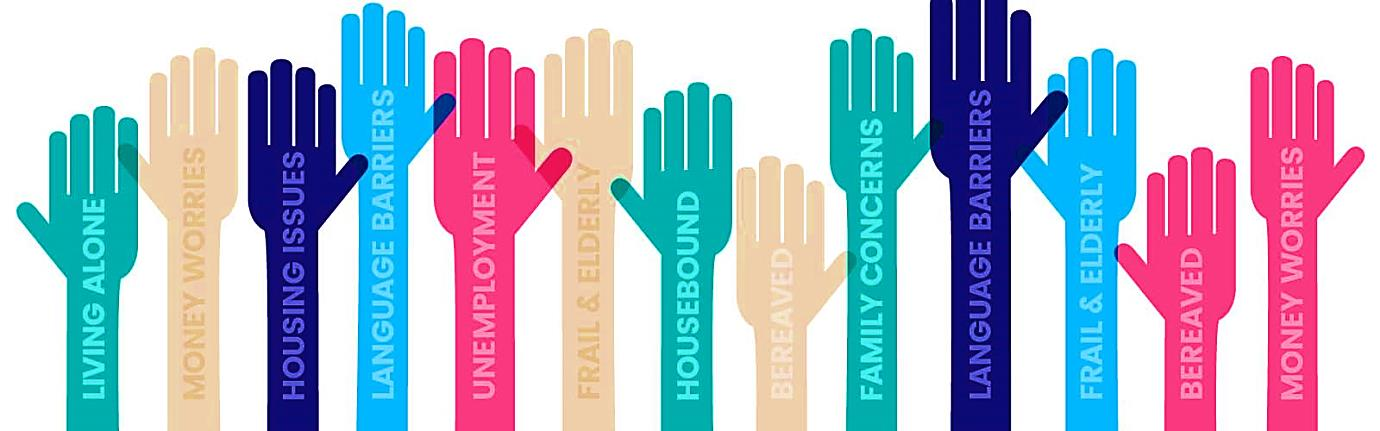 LIVING ALONE
MONEY WORRIES
HOUSING ISSUES
LANGUAGE BARRIERS
UNEMPLOYMENT
FRAIL & ELDERLY
HOUSEBOUND
BEREAVED
FAMILY CONCERNS
LANGUAGE BARRIERS
FRAIL & ELDERLY
BEREAVED
MONEY WORRIES